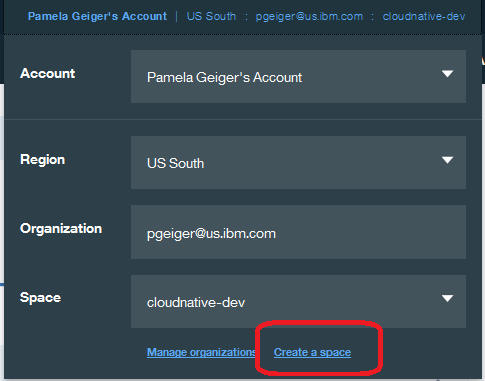 Pamela Geiger's Account | US South : pgeiger@us.ibm.com : cloudnative-dev
Account
Pamela Geiger's Account
Region
US South
Organization
pgeiger@us.ibm.com
Space
cloudnative-dev
Manage organizations Create a space